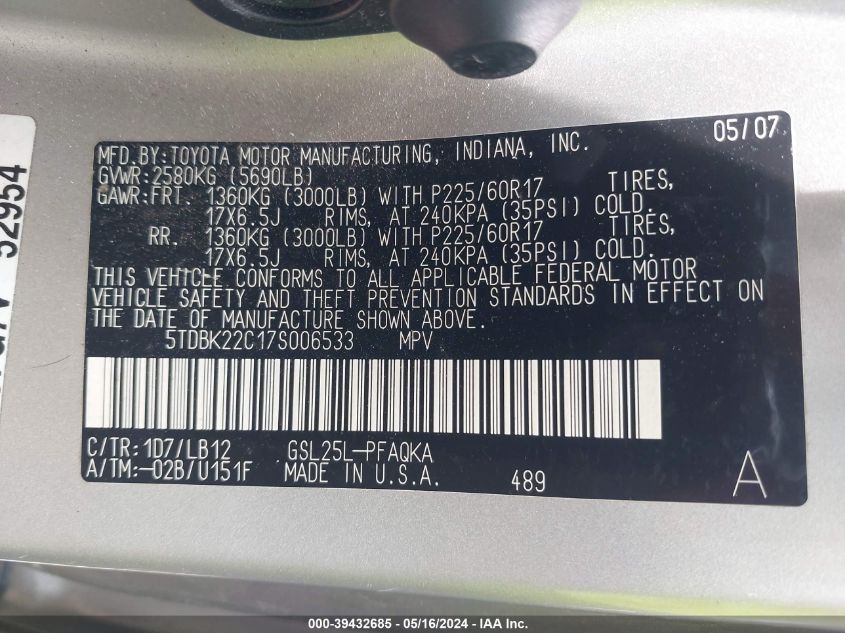 05/07
MFD.BY:TOYOTA MOTOR MANUFACTURING, INDIANA, INC.
GVWR:2580KG (5690LB)
GAWR:FRT. 1360KG (3000LB) WITH P225/60R17 TIRES,
17X6.5J RIMS, AT 240KPA (35PSI) COLD.
RR. 1360KG (3000LB) WITH P225/60R17 TIRES,
17X6.5J RIMS, AT 240KPA (35PSI) COLD.
THIS VEHICLE CONFORMS TO ALL APPLICABLE FEDERAL MOTOR
VEHICLE SAFETY AND THEFT PREVENTION STANDARDS IN EFFECT ON
THE DATE OF MANUFACTURE SHOWN ABOVE.
5TDBK22C17S006533 MPV
C/TR:1D7/LB12 GSL25L-PFAQKA
A/TM:-02B/U151F MADE IN U.S.A. 489 A
52954
000-39432685 - 05/16/2024 - IAA Inc.